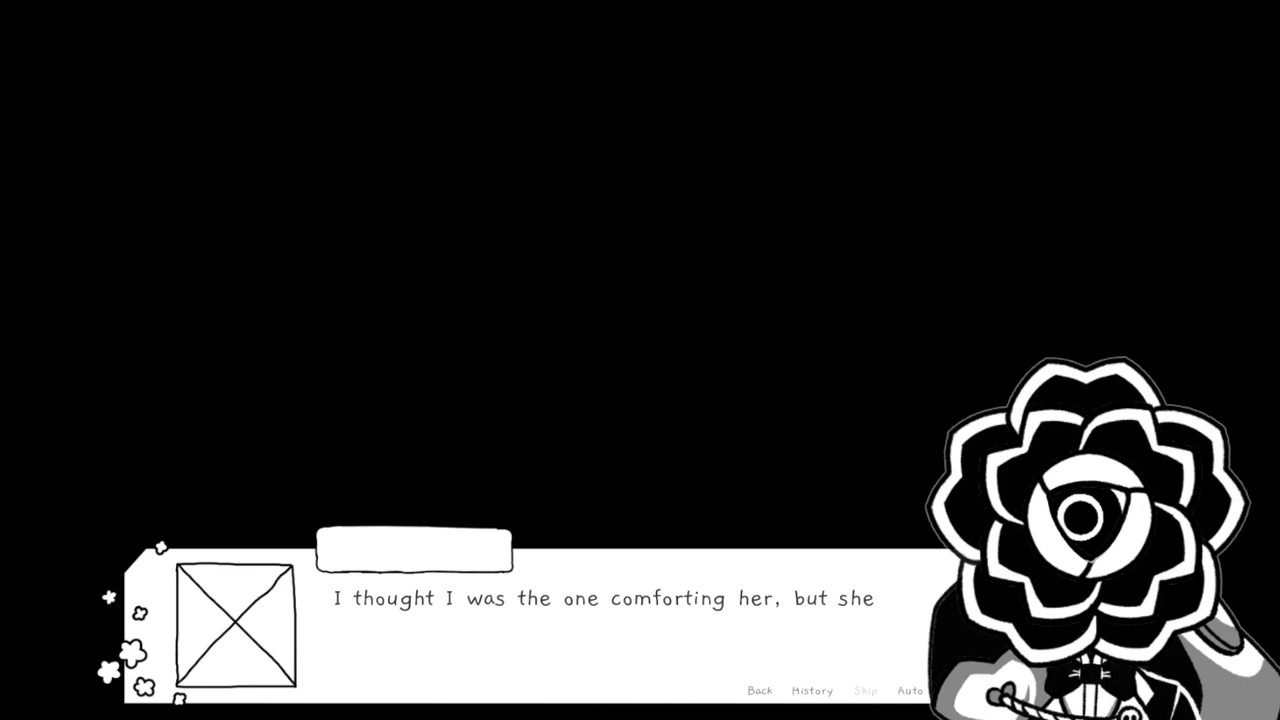 I thought I was the one comforting her, but she
Back History Skip Auto